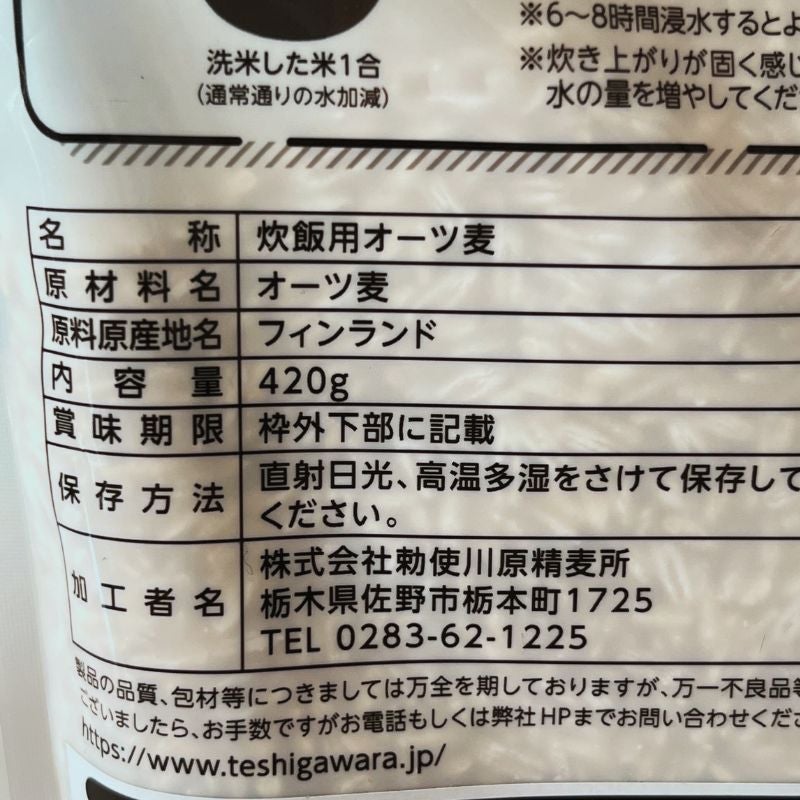 ※6～8時間浸水すると
洗米した米1合
(通常通りの水加減)
※炊き上がりが固く感じ
水の量を増やしてくだ
名称 炊飯用オーツ麦
原材料名 オーツ麦
原料原産地名 フィンランド
内容量 420g
賞味期限 枠外下部に記載
保存方法 直射日光、高温多湿をさけて保存して
ください。
加工者名 株式会社勅使川原精麦所
栃木県佐野市栃本町1725
TEL 0283-62-1225
製品の品質、包材等につきましては万全を期しておりますが、万一不良品等
ございましたら、お手数ですがお電話もしくは弊社HPまでお問い合わせくださ
https://www.teshigawara.jp/